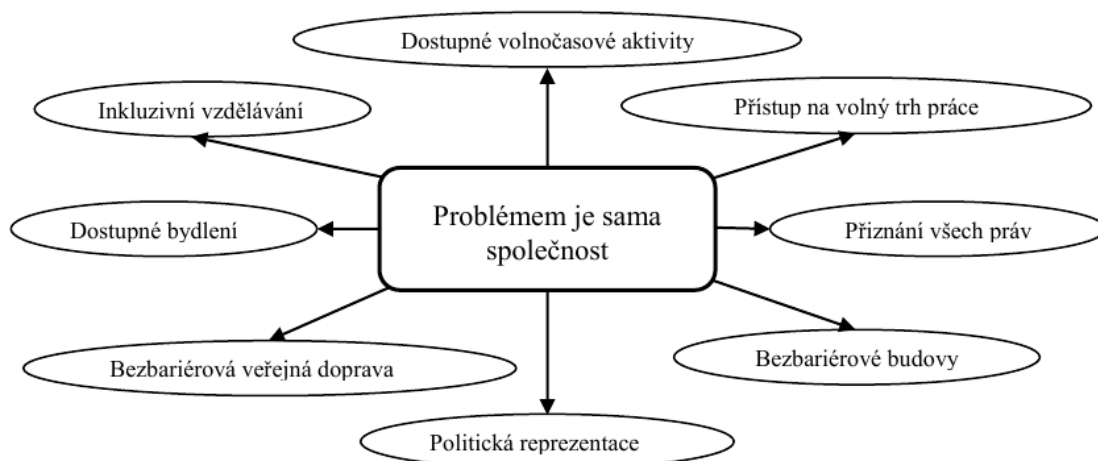 Dostupné volnočasové aktivity
Inkluzivní vzdělávání
Přístup na volný trh práce
Problémem je sama
společnost
Dostupné bydlení
Přiznání všech práv
Bezbariérová veřejná doprava
Bezbariérové budovy
Politická reprezentace